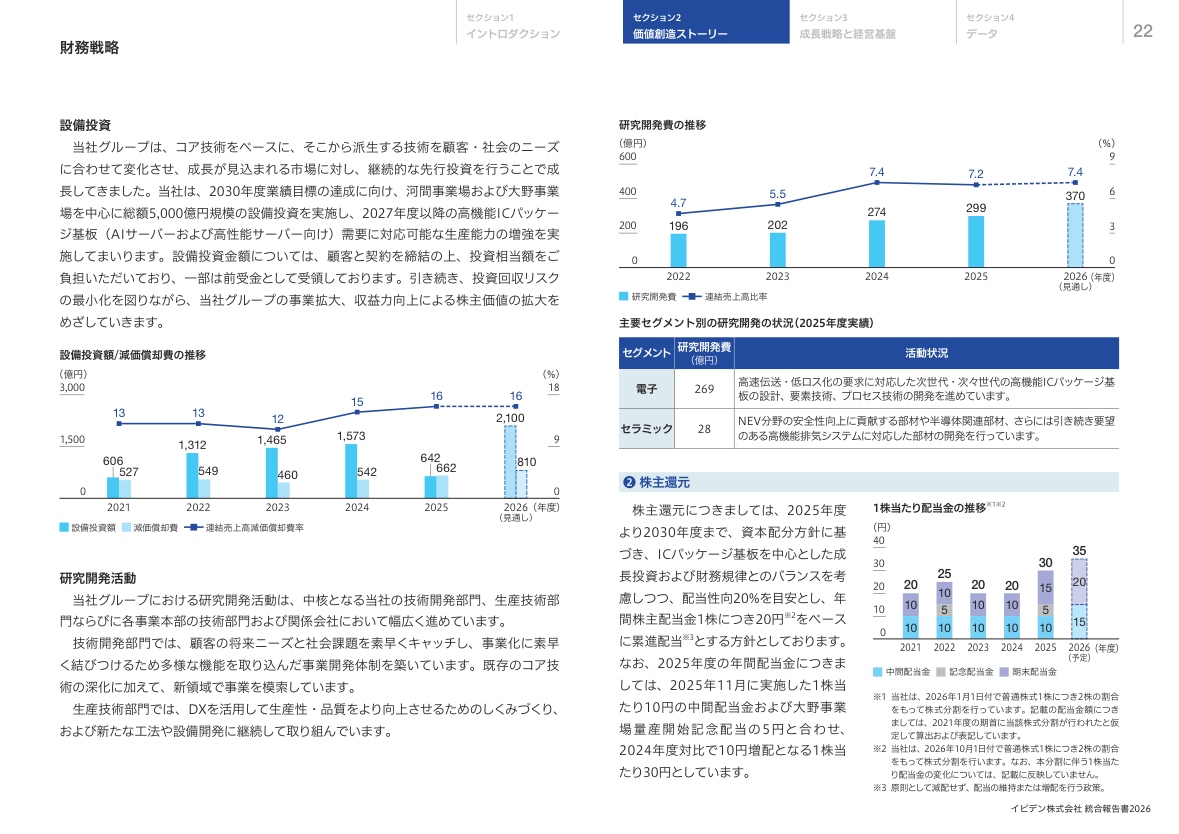 セクション1
イントロダクション
セクション2
価値創造ストーリー
セクション3
成長戦略と経営基盤
セクション4
データ
22
財務戦略
設備投資
当社グループは、コア技術をベースに、そこから派生する技術を顧客・社会のニーズ
に合わせて変化させ、成長が見込まれる市場に対し、継続的な先行投資を行うことで成
長してきました。当社は、2030年度業績目標の達成に向け、河間事業場および大野事業
場を中心に総額5,000億円規模の設備投資を実施し、2027年度以降の高機能ICパッケー
ジ基板（AIサーバーおよび高性能サーバー向け）需要に対応可能な生産能力の増強を実
施してまいります。設備投資金額については、顧客と契約を締結の上、投資相当額をご
負担いただいており、一部は前受金として受領しております。引き続き、投資回収リスク
の最小化を図りながら、当社グループの事業拡大、収益力向上による株主価値の拡大を
めざしていきます。
設備投資額/減価償却費の推移
（億円） （%）
3,000 18
13 13 12 15 16 16
2,100
1,500 9
606 527 1,312 549 1,465 460 1,573 542 642 662 810
0 0
2021 2022 2023 2024 2025 2026 （年度）
（見通し）
設備投資額 減価償却費 連結売上高減価償却費率
研究開発活動
当社グループにおける研究開発活動は、中核となる当社の技術開発部門、生産技術部
門ならびに各事業本部の技術部門および関係会社において幅広く進めています。
技術開発部門では、顧客の将来ニーズと社会課題を素早くキャッチし、事業化に素早
く結びつけるため多様な機能を取り込んだ事業開発体制を築いています。既存のコア技
術の深化に加えて、新領域で事業を模索しています。
生産技術部門では、DXを活用して生産性・品質をより向上させるためのしくみづくり、
および新たな工法や設備開発に継続して取り組んでいます。
研究開発費の推移
（億円） （%）
600 9
4.7 5.5 7.4 7.2 7.4
400 6
196 202 274 299 370
200 3
0 0
2022 2023 2024 2025 2026 （年度）
（見通し）
研究開発費 連結売上高比率
主要セグメント別の研究開発の状況（2025年度実績）
セグメント 研究開発費 活動状況
（億円）
電子 269 高速伝送・低ロス化の要求に対応した次世代・次々世代の高機能ICパッケージ基
板の設計、要素技術、プロセス技術の開発を進めています。
セラミック 28 NEV分野の安全性向上に貢献する部材や半導体関連部材、さらには引き続き要望
のある高機能排気システムに対応した部材の開発を行っています。
❷ 株主還元
株主還元につきましては、2025年度
より2030年度まで、資本配分方針に基
づき、ICパッケージ基板を中心とした成
長投資および財務規律とのバランスを考
慮しつつ、配当性向20%を目安とし、年
間株主配当金1株につき20円※2をベース
に累進配当※3とする方針としております。
なお、2025年度の年間配当金につきま
しては、2025年11月に実施した1株当
たり10円の中間配当金および大野事業
場量産開始記念配当の5円と合わせ、
2024年度対比で10円増配となる1株当
たり30円としています。
1株当たり配当金の推移※1※2
（円）
40
30
20
10
0
20 25 20 20 30 35
10 10 10 10 15 20
5 5
10 10 10 10 10 15
2021 2022 2023 2024 2025 2026 （年度）
（予定）
中間配当金 記念配当金 期末配当金
※1 当社は、2026年1月1日付で普通株式1株につき2株の割合
をもって株式分割を行っています。記載の配当金額につき
ましては、2021年度の期首に当該株式分割が行われたと仮
定して算出および表記しています。
※2 当社は、2026年10月1日付で普通株式1株につき2株の割合
をもって株式分割を行います。なお、本分割に伴う1株当た
り配当金の変化については、記載に反映していません。
※3 原則として減配せず、配当の維持または増配を行う政策。
イビデン株式会社 統合報告書2026